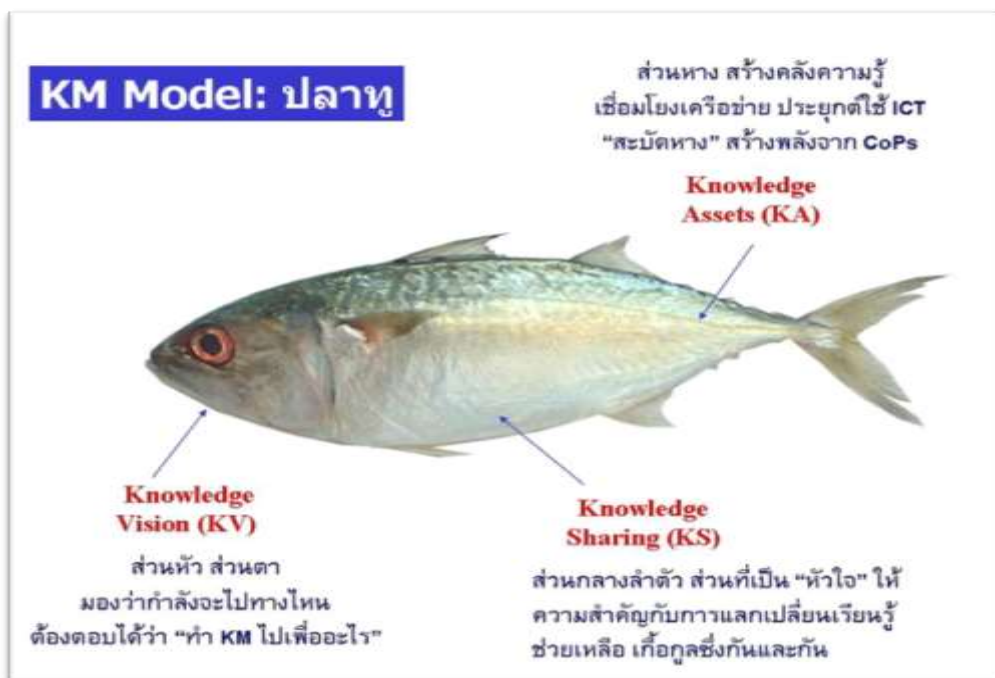 KM Model: ปลาทู
ส่วนหาง สร้างคลังความรู้
เชื่อมโยงเครือข่าย ประยุกต์ใช้ ICT
“สะบัดหาง” สร้างพลังจาก CoPs
Knowledge
Assets (KA)
Knowledge
Vision (KV)
ส่วนหัว ส่วนตา
มองว่ากำลังจะไปทางไหน
ต้องตอบได้ว่า “ทำ KM ไปเพื่ออะไร”
Knowledge
Sharing (KS)
ส่วนกลางลำตัว ส่วนที่เป็น “หัวใจ” ให้
ความสำคัญกับการแลกเปลี่ยนเรียนรู้
ช่วยเหลือ เกื้อกูลซึ่งกันและกัน